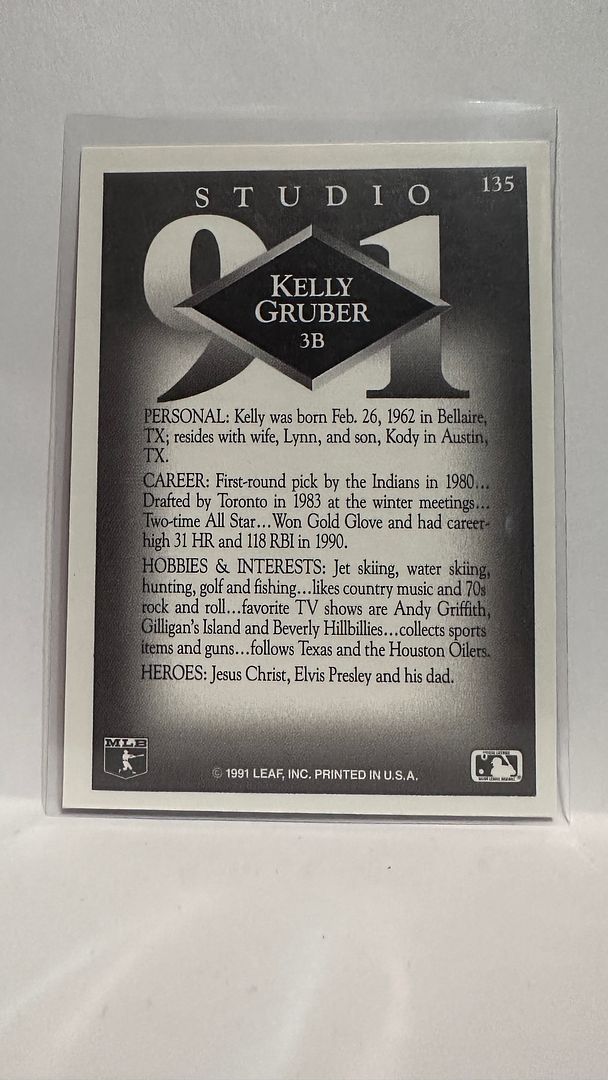 135
STUDIO
91
KELLY
GRUBER
3B
PERSONAL: Kelly was born Feb. 26, 1962 in Bellaire,
TX; resides with wife, Lynn, and son, Kody in Austin,
TX.
CAREER: First-round pick by the Indians in 1980...
Drafted by Toronto in 1983 at the winter meetings...
Two-time All Star...Won Gold Glove and had career-
high 31 HR and 118 RBI in 1990.
HOBBIES & INTERESTS: Jet skiing, water skiing,
hunting, golf and fishing...likes country music and 70s
rock and roll...favorite TV shows are Andy Griffith,
Gilligan's Island and Beverly Hillbillies...collects sports
items and guns...follows Texas and the Houston Oilers.
HEROES: Jesus Christ, Elvis Presley and his dad.
MLB
© 1991 LEAF, INC. PRINTED IN U.S.A.